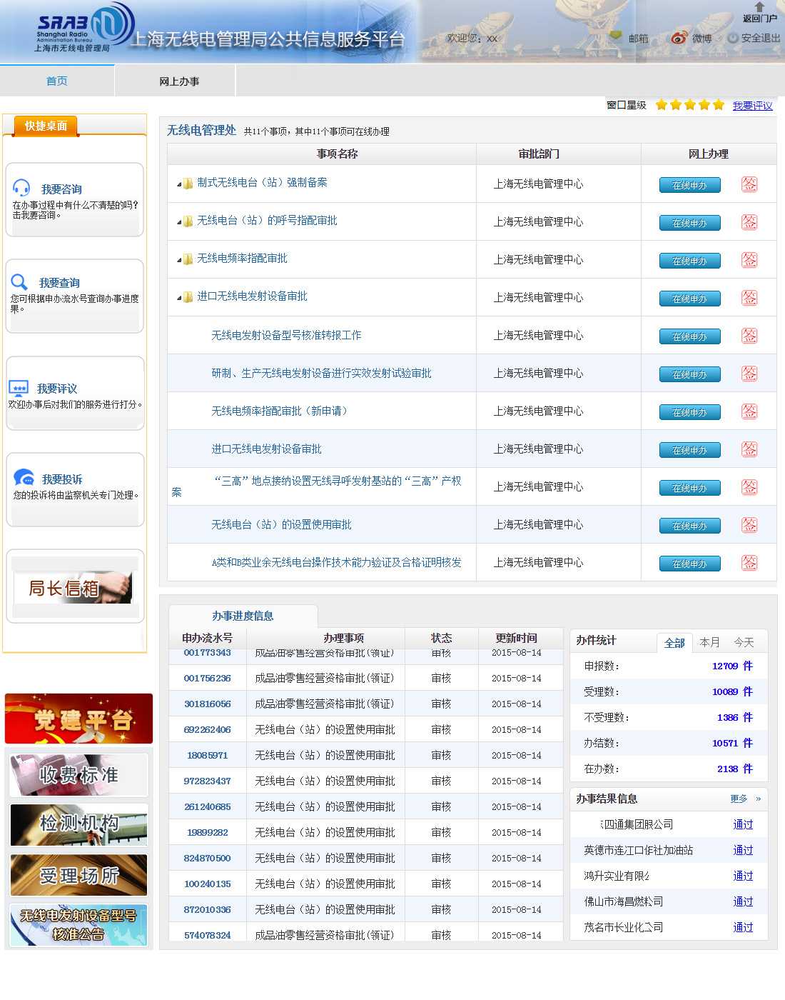 SRAB
Shanghai Radio
Administration Bureau
上海市无线电管理局
上海无线电管理局公共信息服务平台
欢迎您：xx
邮箱
微博
返回门户
安全退出
首页
网上办事
窗口星级
我要评议
快捷桌面
我要咨询
在办事过程中有什么不清楚的吗?
击我要咨询。
我要查询
您可根据申办流水号查询办事进度
果。
我要评议
欢迎办事后对我们的服务进行打分。
我要投诉
您的投诉将由监察机关专门处理。
局长信箱
党建平台
收费标准
检测机构
受理场所
无线电发射设备型号
核准公告
无线电管理处 共11个事项，其中11个事项可在线办理
事项名称 审批部门 网上办理
制式无线电台（站）强制备案 上海无线电管理中心 在线申办 签
无线电台（站）的呼号指配审批 上海无线电管理中心 在线申办 签
无线电频率指配审批 上海无线电管理中心 在线申办 签
进口无线电发射设备审批 上海无线电管理中心 在线申办 签
无线电发射设备型号核准转报工作 上海无线电管理中心 在线申办 签
研制、生产无线电发射设备进行实效发射试验审批 上海无线电管理中心 在线申办 签
无线电频率指配审批（新申请） 上海无线电管理中心 在线申办 签
进口无线电发射设备审批 上海无线电管理中心 在线申办 签
“三高”地点接纳设置无线寻呼发射基站的“三高”产权
案 上海无线电管理中心 在线申办 签
无线电台（站）的设置使用审批 上海无线电管理中心 在线申办 签
A类和B类业余无线电台操作技术能力验证及合格证明核发 上海无线电管理中心 在线申办 签
办事进度信息
申办流水号 办理事项 状态 更新时间
001773343 成品油零售经营资格审批(领证) 审核 2015-08-14
001756236 成品油零售经营资格审批(领证) 审核 2015-08-14
301816056 成品油零售经营资格审批(领证) 审核 2015-08-14
692262406 无线电台（站）的设置使用审批 审核 2015-08-14
18085971 无线电台（站）的设置使用审批 审核 2015-08-14
972823437 无线电台（站）的设置使用审批 审核 2015-08-14
261240685 无线电台（站）的设置使用审批 审核 2015-08-14
19899282 无线电台（站）的设置使用审批 审核 2015-08-14
824870500 无线电台（站）的设置使用审批 审核 2015-08-14
100240135 无线电台（站）的设置使用审批 审核 2015-08-14
872010336 无线电台（站）的设置使用审批 审核 2015-08-14
574078324 成品油零售经营资格审批(领证) 审核 2015-08-14
办件统计 全部 本月 今天
申报数： 12709 件
受理数： 10089 件
不受理数： 1386 件
办结数： 10571 件
在办数： 2138 件
办事结果信息 更多 »
四通集团股公司 通过
英德市连江口作社加油站 通过
鸿升实业有限 通过
佛山市海昌燃料公司 通过
茂名市长业化公司 通过